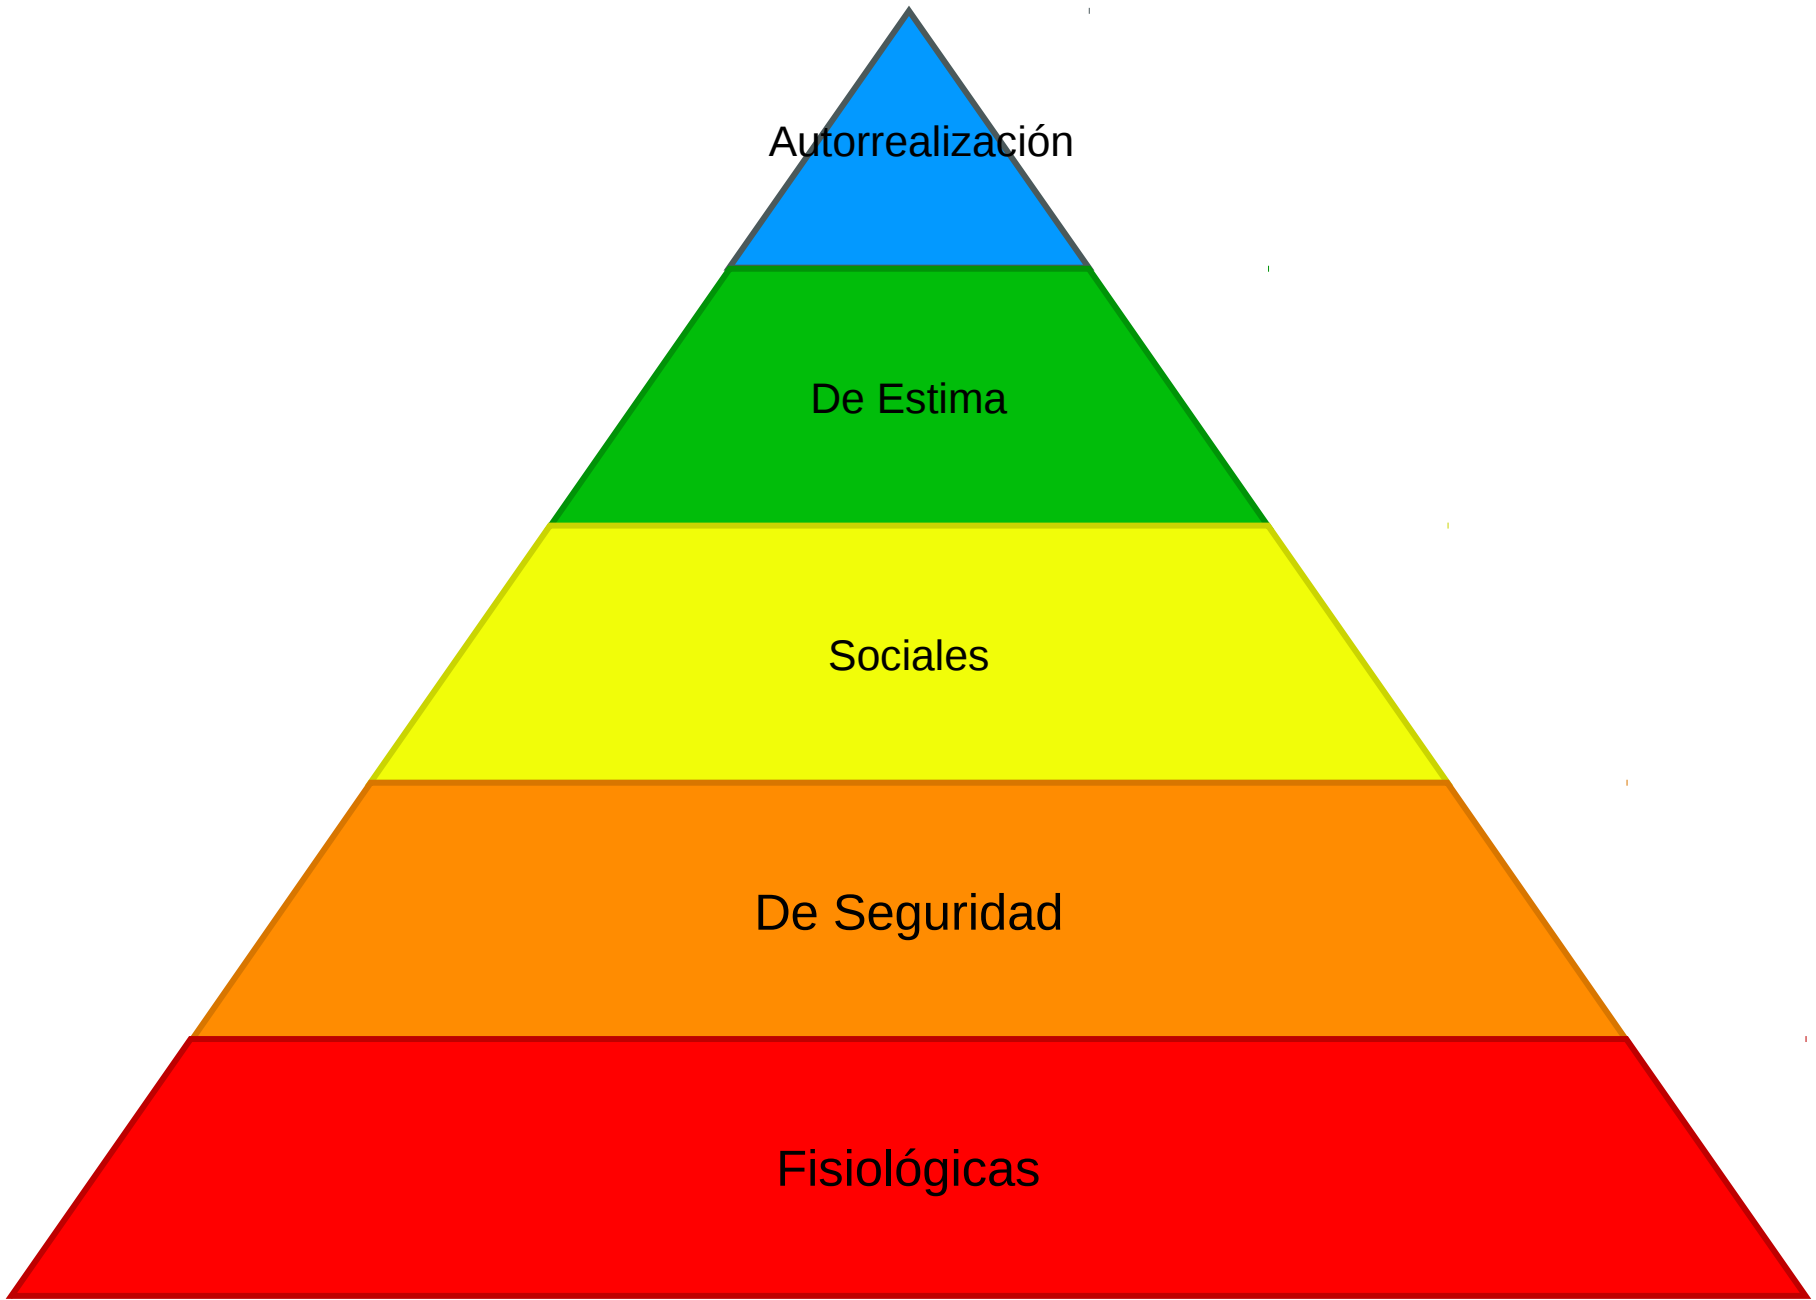 Autorrealización
De Estima
Sociales
De Seguridad
Fisiológicas